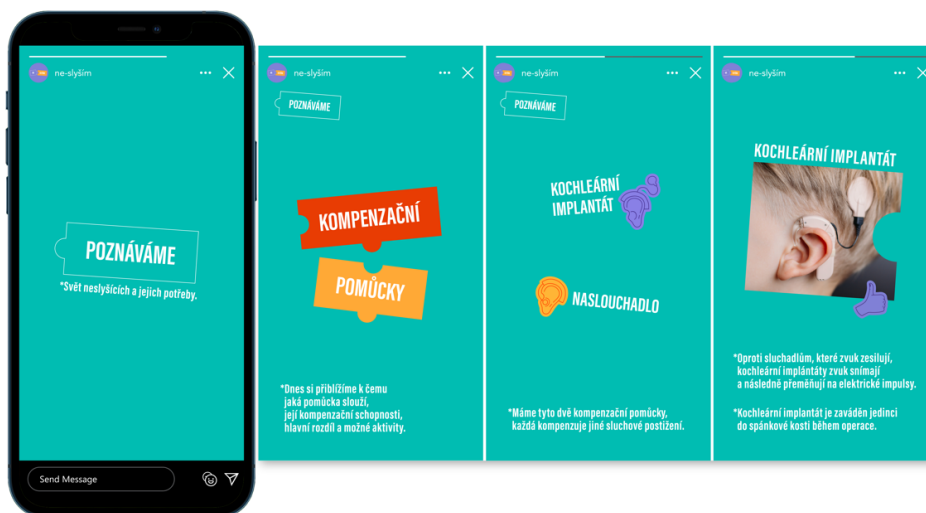 ne-slyším
POZNÁVÁME
*Svět neslyšících a jejich potřeby.
Send Message
ne-slyším
POZNÁVÁME
KOMPENZAČNÍ
POMŮCKY
*Dnes si přiblížíme k čemu
jaká pomůcka slouží,
její kompenzační schopnosti,
hlavní rozdíl a možné aktivity.
ne-slyším
POZNÁVÁME
KOCHLEÁRNÍ
IMPLANTÁT
NASLOUCHADLO
*Máme tyto dvě kompenzační pomůcky,
každá kompenzuje jiné sluchové postižení.
ne-slyším
KOCHLEÁRNÍ IMPLANTÁT
*Oproti sluchadlům, které zvuk zesilují,
kochleární implántáty zvuk snímají
a následně přeměňují na elektrické impulsy.
*Kochleární implantát je zaváděn jedinci
do spánkové kosti během operace.